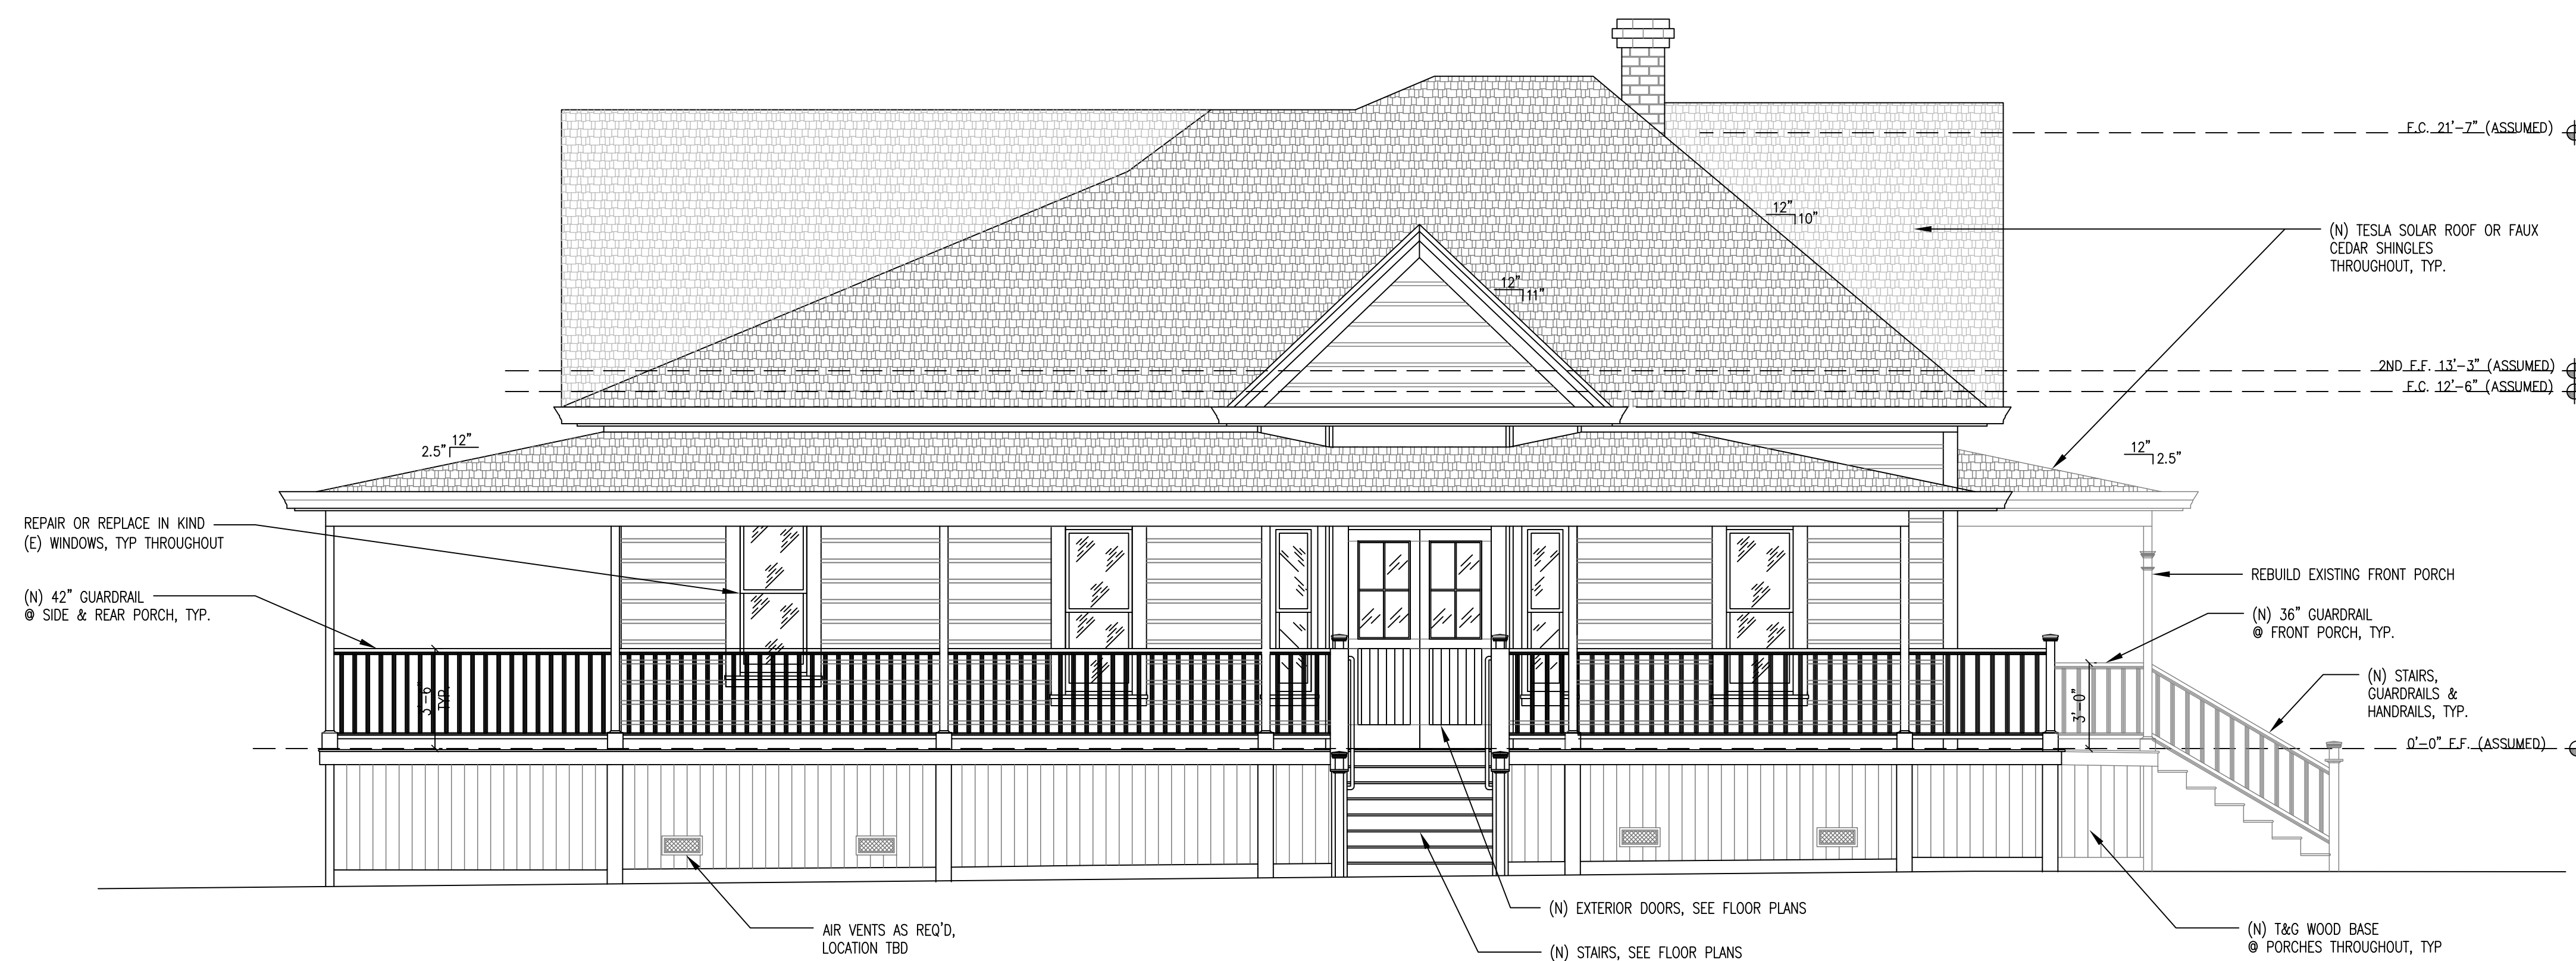 F.C. 21'-7" (ASSUMED)
12"
10"
(N) TESLA SOLAR ROOF OR FAUX
CEDAR SHINGLES
THROUGHOUT, TYP.
12"
11"
2ND F.F. 13'-3" (ASSUMED)
F.C. 12'-6" (ASSUMED)
12"
2.5"
12"
2.5"
REPAIR OR REPLACE IN KIND
(E) WINDOWS, TYP THROUGHOUT
(N) 42" GUARDRAIL
@ SIDE & REAR PORCH, TYP.
REBUILD EXISTING FRONT PORCH
(N) 36" GUARDRAIL
@ FRONT PORCH, TYP.
(N) STAIRS,
GUARDRAILS &
HANDRAILS, TYP.
3'-6"
TYP.
3'-0"
0'-0" F.F. (ASSUMED)
(N) EXTERIOR DOORS, SEE FLOOR PLANS
AIR VENTS AS REQ'D,
LOCATION TBD
(N) STAIRS, SEE FLOOR PLANS
(N) T&G WOOD BASE
@ PORCHES THROUGHOUT, TYP